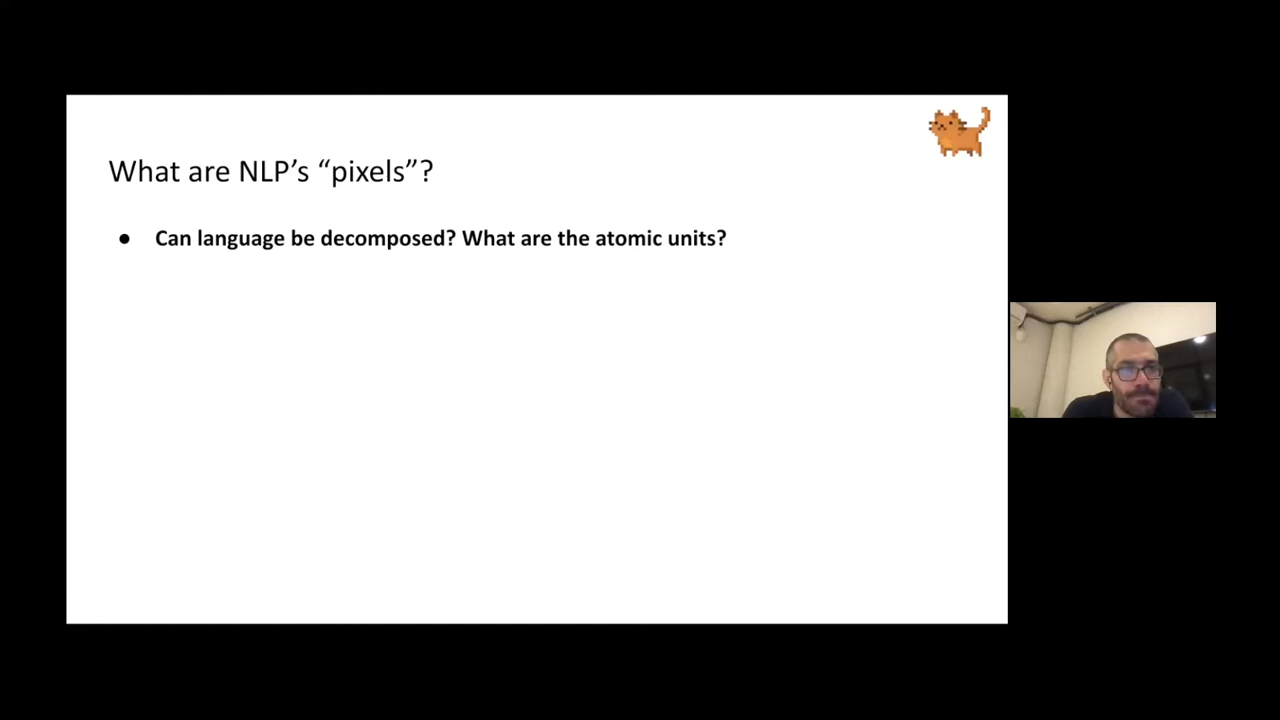 What are NLP’s “pixels”?
● Can language be decomposed? What are the atomic units?